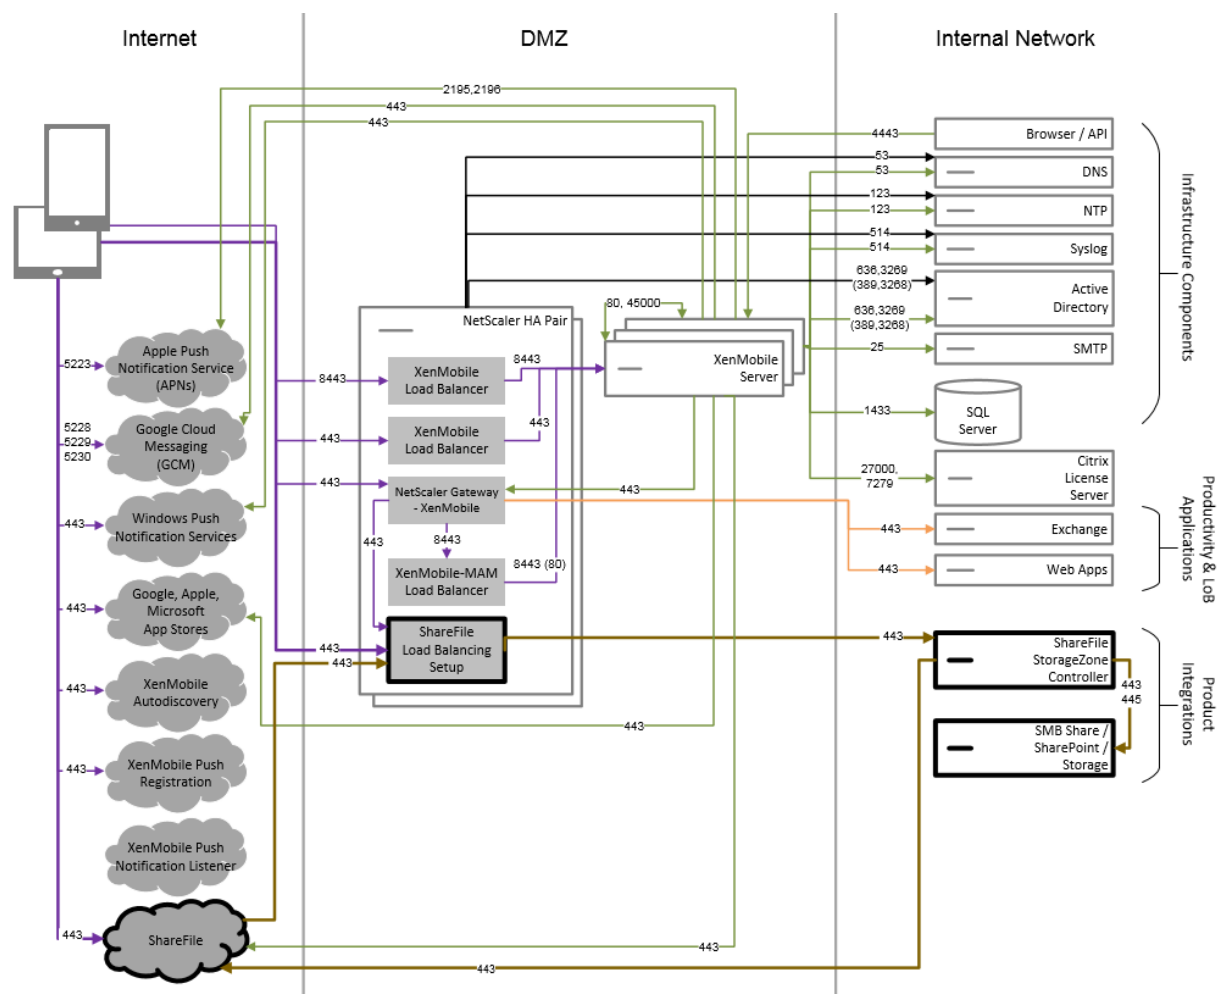 Internet
DMZ
Internal Network
2195,2196
443
443
4443
Browser / API
53
53
DNS
123
123
NTP
514
514
Syslog
636,3269
(389,3268)
636,3269
(389,3268)
Active
Directory
25
SMTP
1433
SQL
Server
27000,
7279
Citrix
License
Server
Infrastructure Components
443
Exchange
443
Web Apps
Productivity & LoB
Applications
443
ShareFile
StorageZone
Controller
443
445
SMB Share /
SharePoint /
Storage
Product
Integrations
NetScaler HA Pair
80, 45000
XenMobile
Server
8443
XenMobile
Load Balancer
8443
443
XenMobile
Load Balancer
443
443
NetScaler Gateway
- XenMobile
443
443
8443
XenMobile-MAM
Load Balancer
8443 (80)
443
443
ShareFile
Load Balancing
Setup
443
443
443
5223
Apple Push
Notification Service
(APNs)
5228
5229
5230
Google Cloud
Messaging
(GCM)
443
Windows Push
Notification Services
443
Google, Apple,
Microsoft
App Stores
443
XenMobile
Autodiscovery
443
XenMobile Push
Registration
XenMobile Push
Notification Listener
443
ShareFile